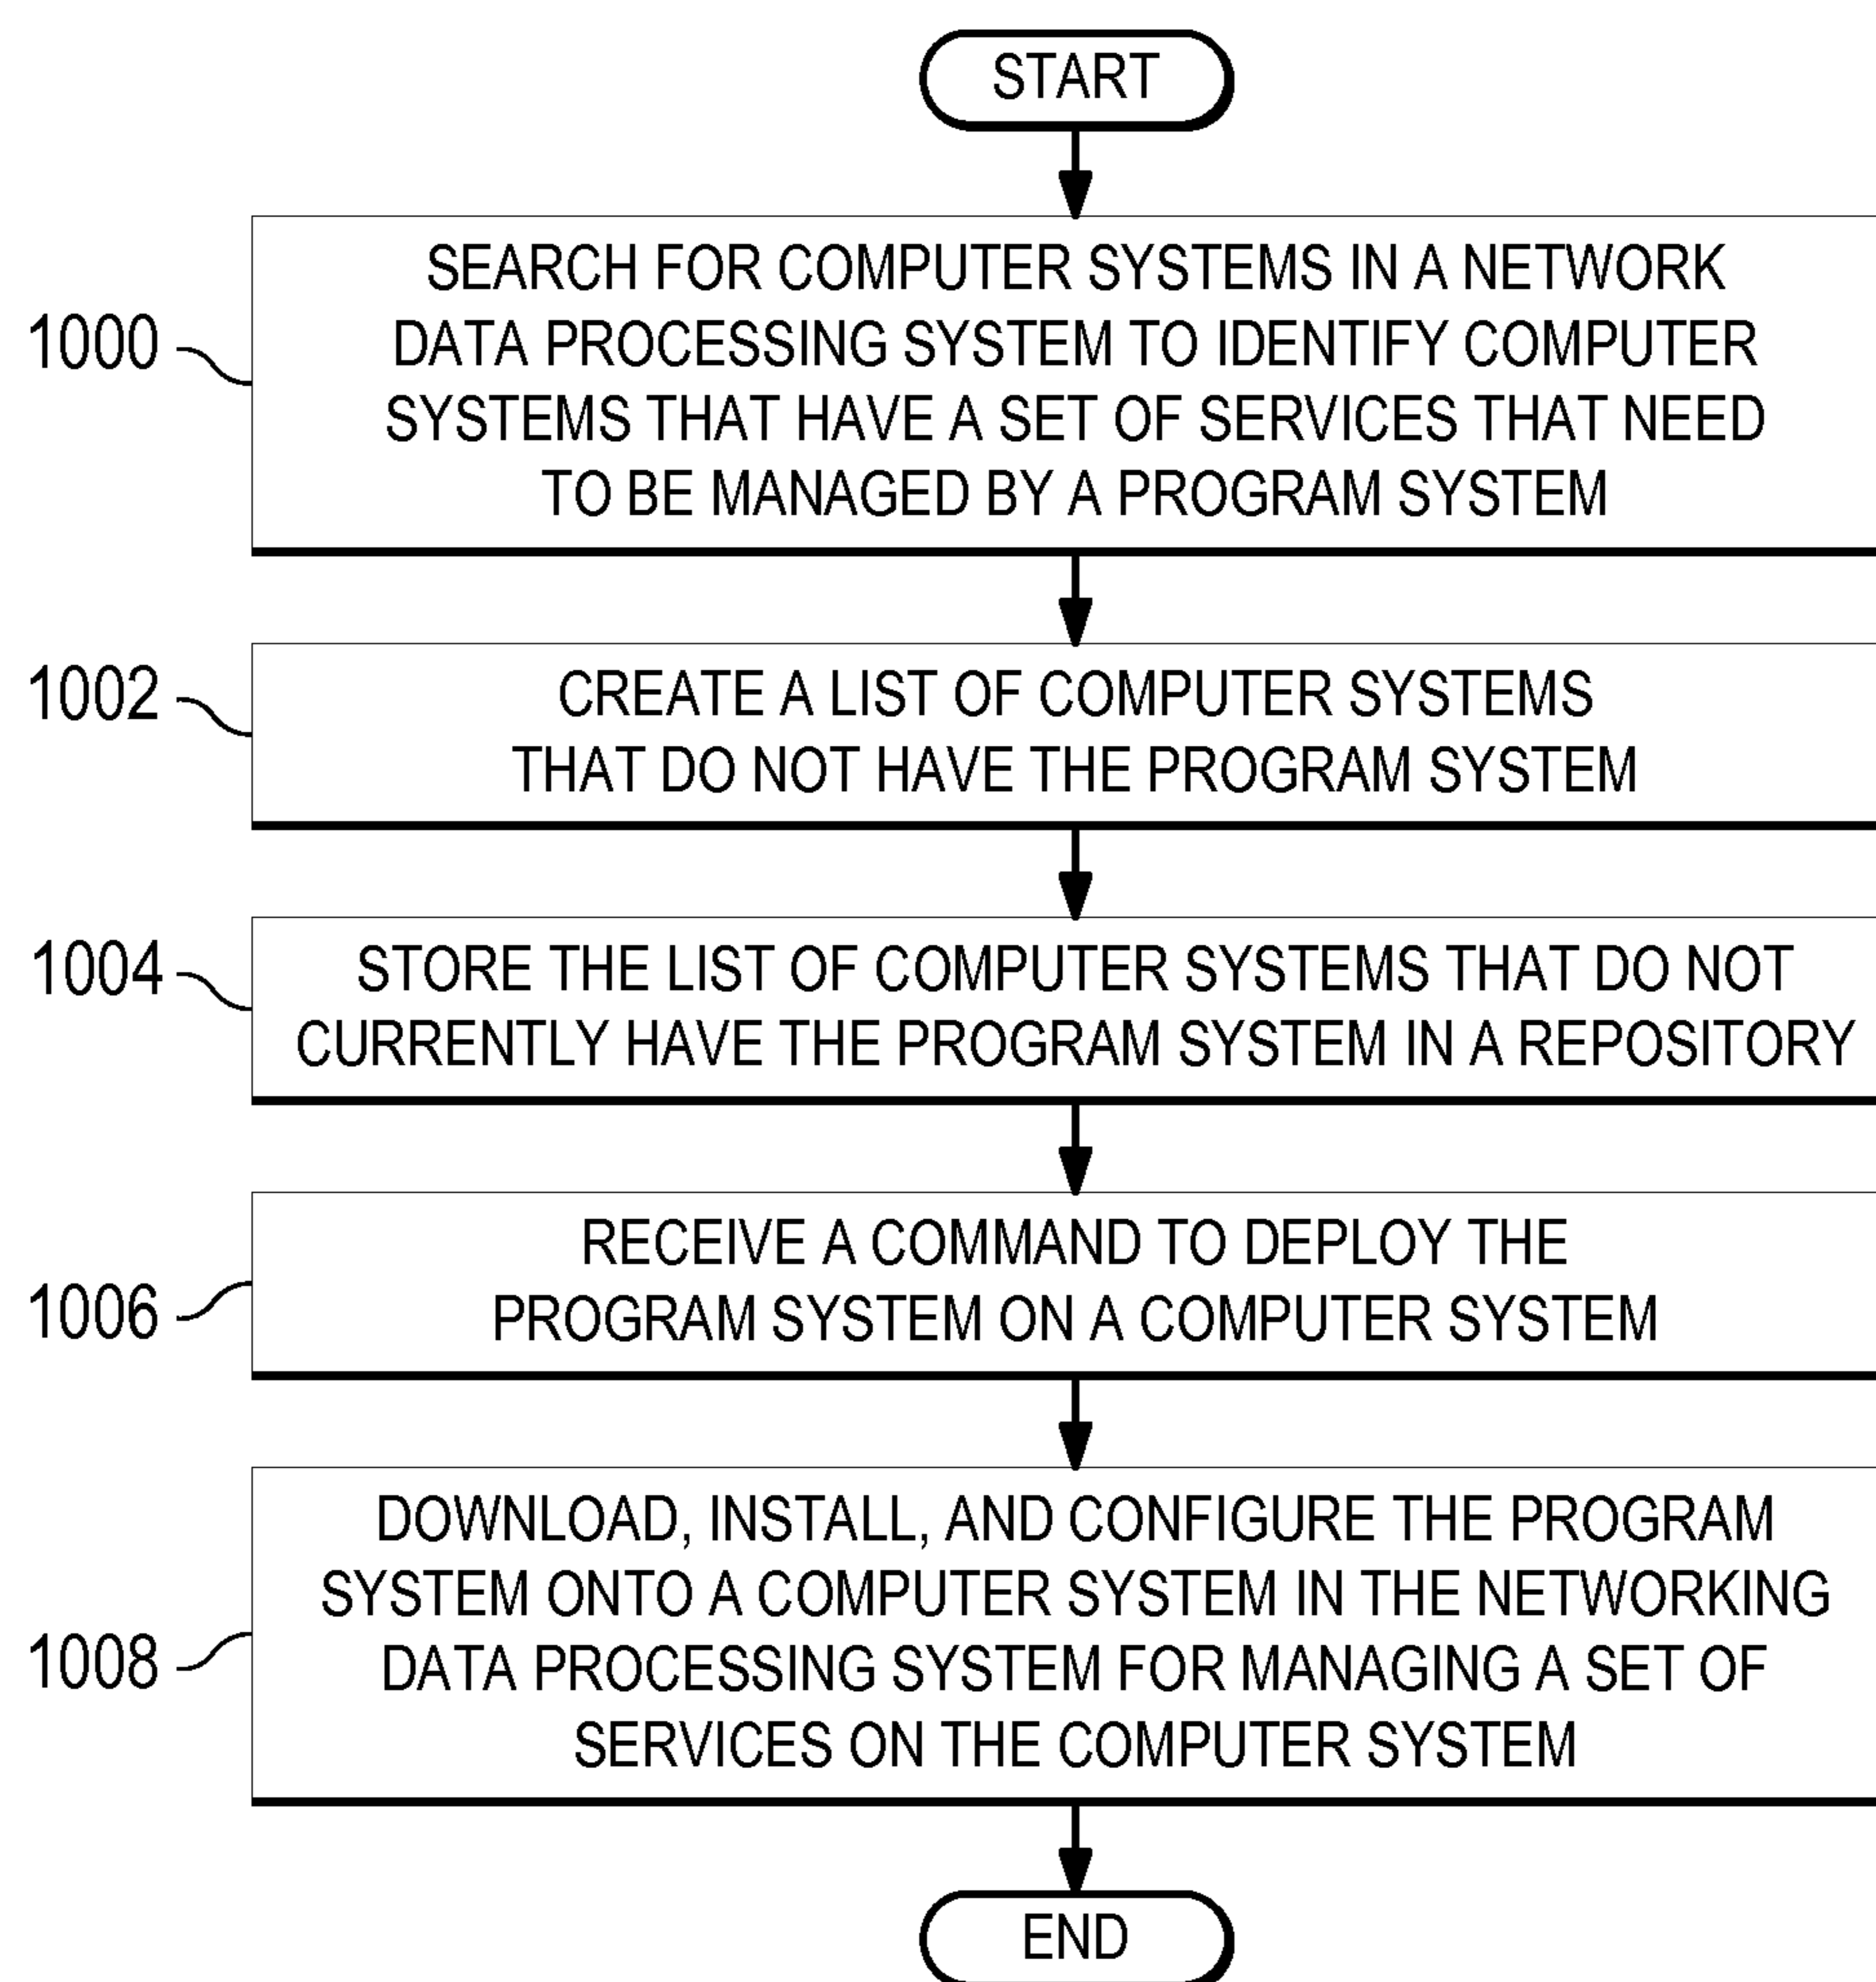 START
1000
SEARCH FOR COMPUTER SYSTEMS IN A NETWORK
DATA PROCESSING SYSTEM TO IDENTIFY COMPUTER
SYSTEMS THAT HAVE A SET OF SERVICES THAT NEED
TO BE MANAGED BY A PROGRAM SYSTEM
1002
CREATE A LIST OF COMPUTER SYSTEMS
THAT DO NOT HAVE THE PROGRAM SYSTEM
1004
STORE THE LIST OF COMPUTER SYSTEMS THAT DO NOT
CURRENTLY HAVE THE PROGRAM SYSTEM IN A REPOSITORY
1006
RECEIVE A COMMAND TO DEPLOY THE
PROGRAM SYSTEM ON A COMPUTER SYSTEM
1008
DOWNLOAD, INSTALL, AND CONFIGURE THE PROGRAM
SYSTEM ONTO A COMPUTER SYSTEM IN THE NETWORKING
DATA PROCESSING SYSTEM FOR MANAGING A SET OF
SERVICES ON THE COMPUTER SYSTEM
END